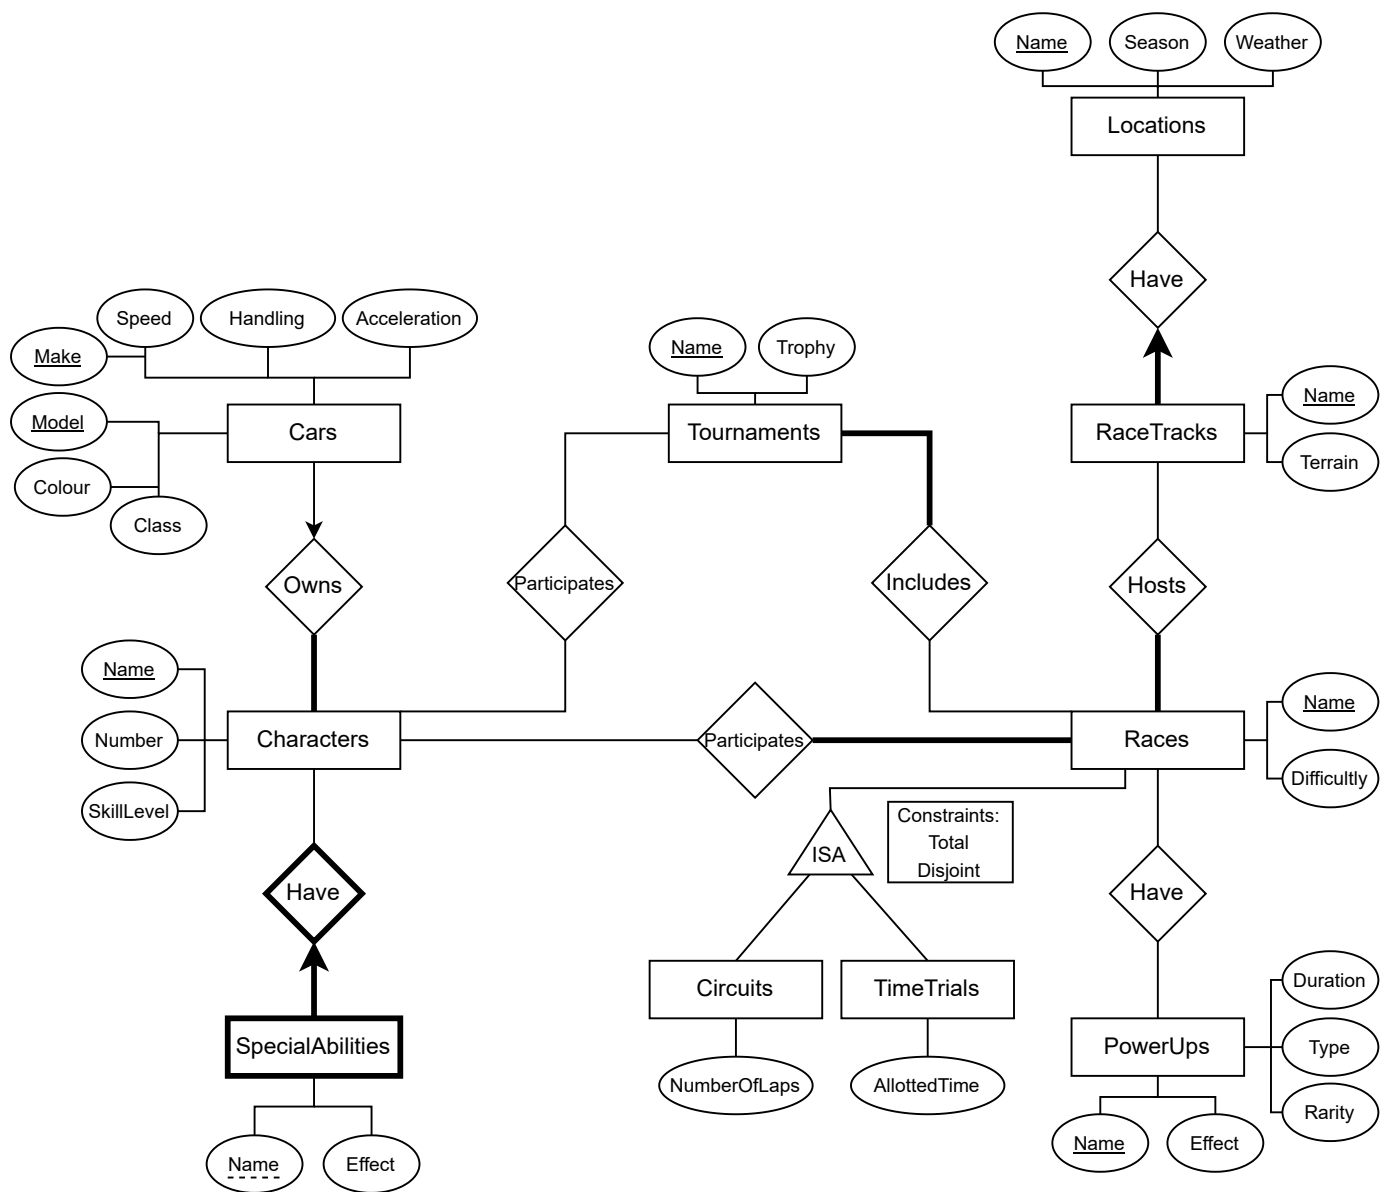 Name
Season
Weather
Locations
Have
Speed
Handling
Acceleration
Make
Name
Trophy
Model
Cars
Tournaments
RaceTracks
Name
Colour
Terrain
Class
Owns
Participates
Includes
Hosts
Name
Number
Characters
Participates
Races
Name
SkillLevel
Difficultly
Constraints:
Total
Disjoint
ISA
Have
Have
Circuits
TimeTrials
Duration
SpecialAbilities
PowerUps
Type
NumberOfLaps
AllottedTime
Rarity
Name
Effect
Name
Effect